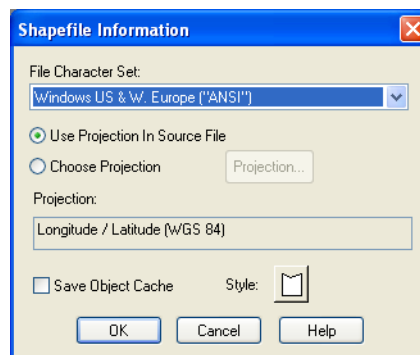 Shapefile Information
File Character Set:
Windows US & W. Europe ("ANSI")
Use Projection In Source File
Choose Projection Projection...
Projection:
Longitude / Latitude (WGS 84)
Save Object Cache Style:
OK Cancel Help